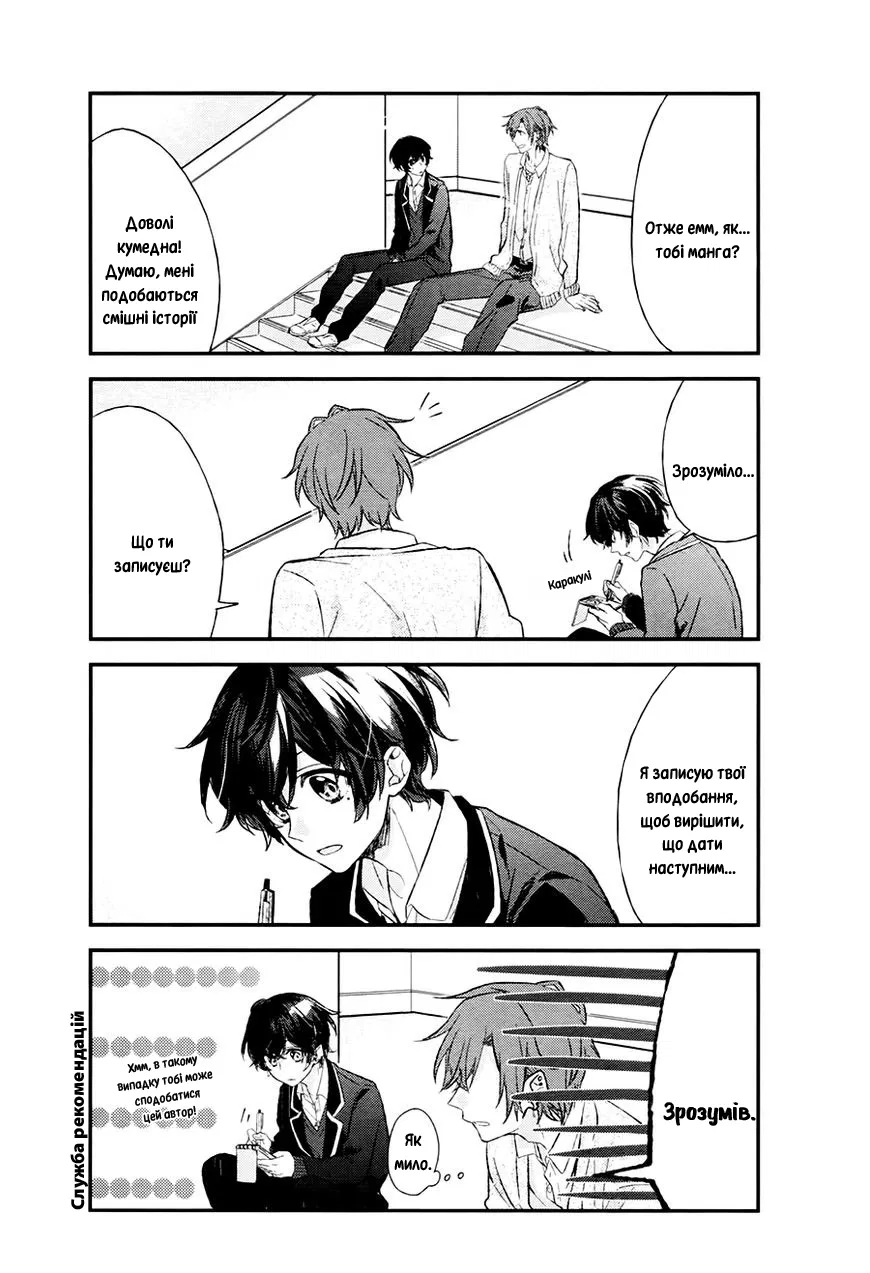 Отже емм, як...
тобі манга?
Доволі
кумедна!
Думаю, мені
подобаються
смішні історії
Зрозуміло...
Каракулі
Що ти
записуєш?
Я записую твої
вподобання,
щоб вирішити,
що дати
наступним...
Зрозумів.
Як
мило.
Хмм, в такому
випадку тобі може
сподобатися
цей автор!
Служба рекомендацій